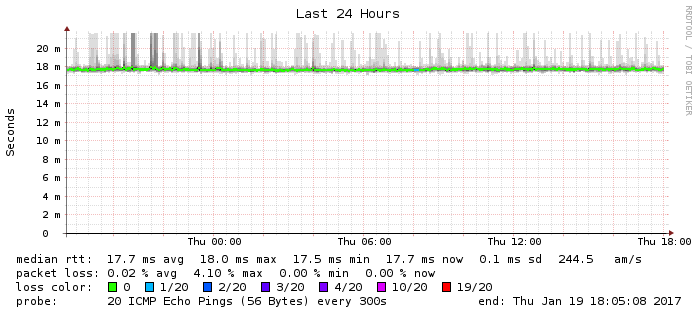 Last 24 Hours
RRDTOOL / TOBI OETIKER
Seconds
20 m
18 m
16 m
14 m
12 m
10 m
8 m
6 m
4 m
2 m
0
Thu 00:00 Thu 06:00 Thu 12:00 Thu 18:00
median rtt: 17.7 ms avg 18.0 ms max 17.5 ms min 17.7 ms now 0.1 ms sd 244.5 am/s
packet loss: 0.02 % avg 4.10 % max 0.00 % min 0.00 % now
loss color: 0 1/20 2/20 3/20 4/20 10/20 19/20
probe: 20 ICMP Echo Pings (56 Bytes) every 300s end: Thu Jan 19 18:05:08 2017